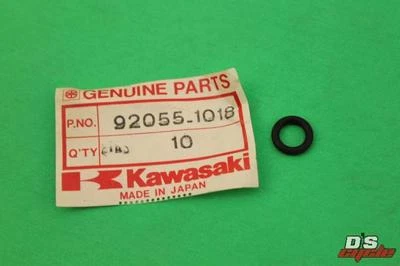 GENUINE PARTS
P.NO. 92055-1018
Q'TY 10
Kawasaki
MADE IN JAPAN
D's
cycle